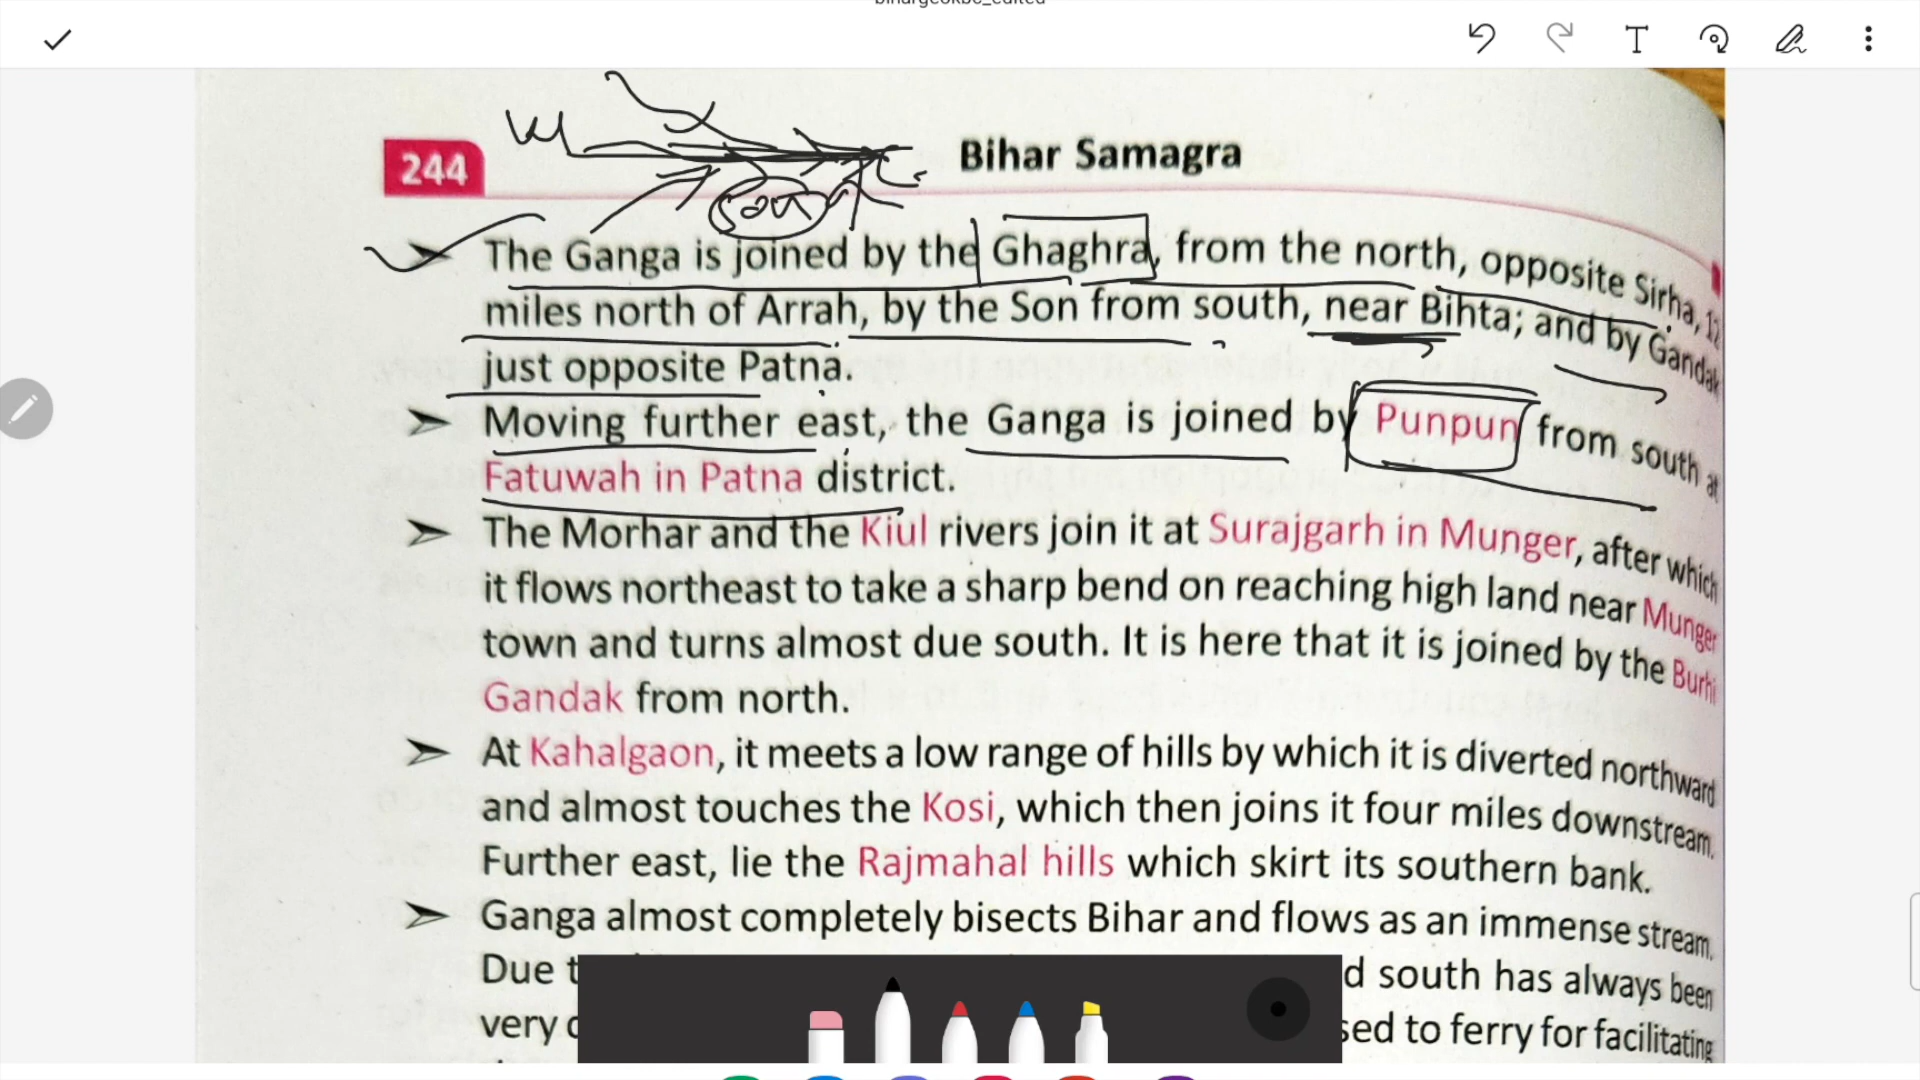 244
Bihar Samagra
Son
The Ganga is joined by the Ghaghra, from the north, opposite Sirha, 12
miles north of Arrah, by the Son from south, near Bihta; and by Gandak
just opposite Patna.
Moving further east, the Ganga is joined by Punpun from south at
Fatuwah in Patna district.
The Morhar and the Kiul rivers join it at Surajgarh in Munger, after which
it flows northeast to take a sharp bend on reaching high land near Munger
town and turns almost due south. It is here that it is joined by the Burhi
Gandak from north.
At Kahalgaon, it meets a low range of hills by which it is diverted northward
and almost touches the Kosi, which then joins it four miles downstream.
Further east, lie the Rajmahal hills which skirt its southern bank.
Ganga almost completely bisects Bihar and flows as an immense stream.
Due south has always been
very to ferry for facilitating